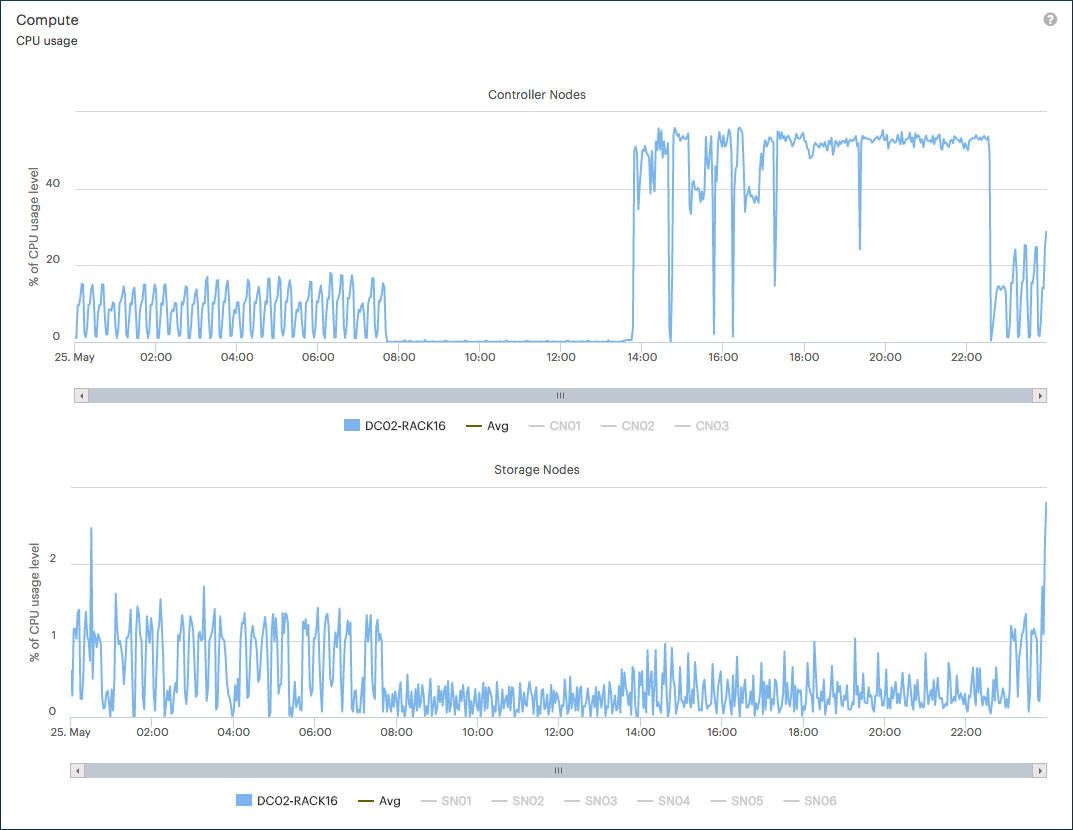 Compute
CPU usage
Controller Nodes
% of CPU usage level
40
20
0
25. May 02:00 04:00 06:00 08:00 10:00 12:00 14:00 16:00 18:00 20:00 22:00
DC02-RACK16 Avg CN01 CN02 CN03
Storage Nodes
% of CPU usage level
2
1
0
25. May 02:00 04:00 06:00 08:00 10:00 12:00 14:00 16:00 18:00 20:00 22:00
DC02-RACK16 Avg SN01 SN02 SN03 SN04 SN05 SN06